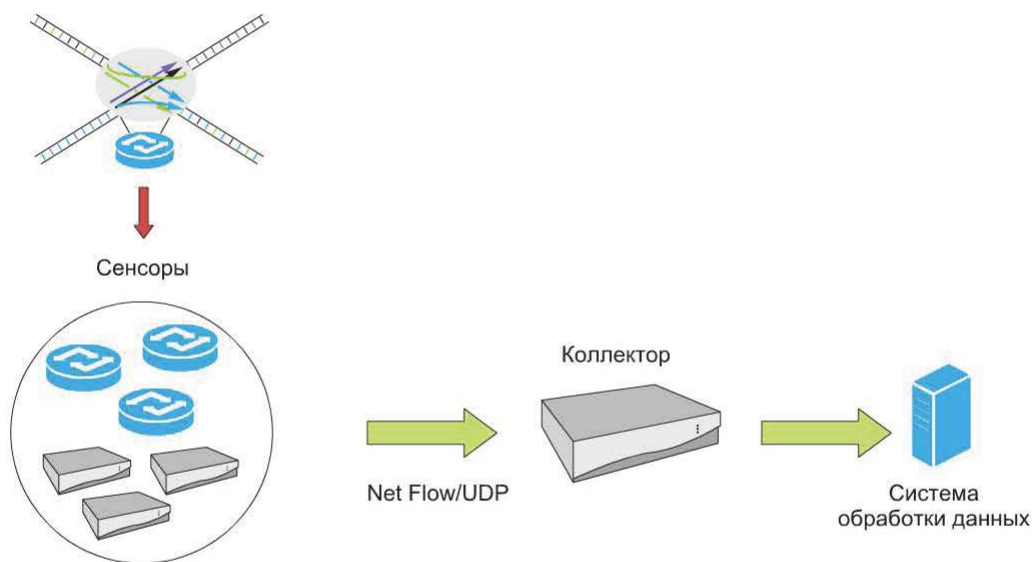 Сенсоры
Коллектор
Net Flow/UDP
Система
обработки данных